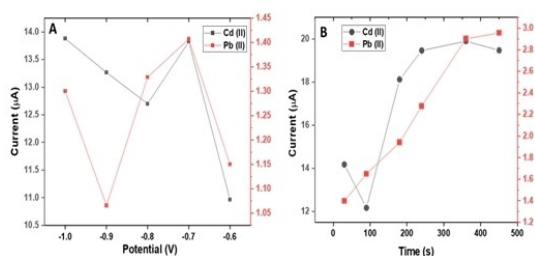 A
Cd (II)
Pb (II)
14.0
13.5
13.0
12.5
12.0
11.5
11.0
10.5
1.45
1.40
1.35
1.30
1.25
1.20
1.15
1.10
1.05
-1.0 -0.9 -0.8 -0.7 -0.6
Current (µA)
Potential (V)
B
Cd (II)
Pb (II)
20
18
16
14
12
3.0
2.8
2.6
2.4
2.2
2.0
1.8
1.6
1.4
1.2
0 100 200 300 400 500
Current (µA)
Time (s)